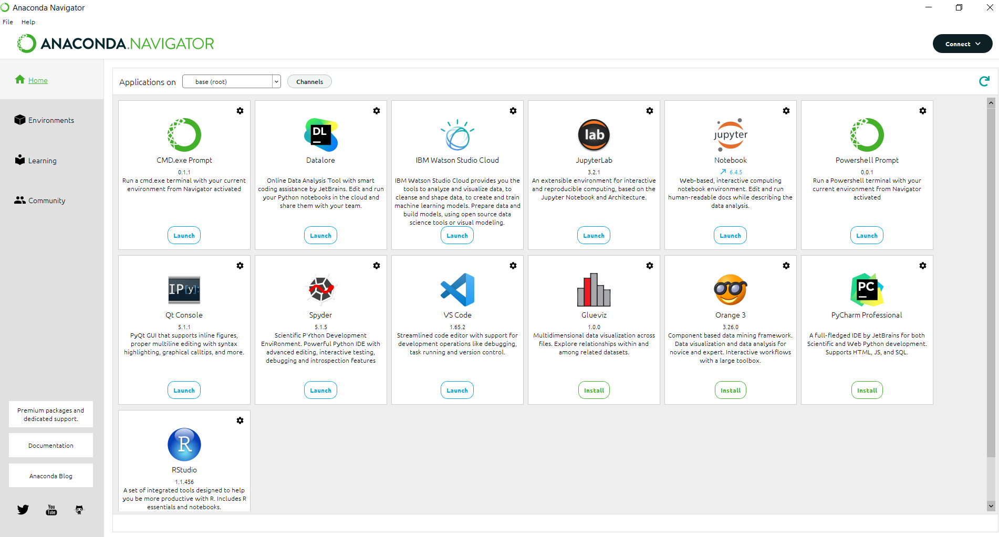 Anaconda Navigator
File Help
ANACONDA.NAVIGATOR
Connect
Home
Environments
Learning
Community
Premium packages and
dedicated support.
Documentation
Anaconda Blog
You
Tube
Applications on base (root) Channels
CMD.exe Prompt
0.1.1
Run a cmd.exe terminal with your current
environment from Navigator activated
Launch
DL
Datalore
Online Data Analysis Tool with smart
coding assistance by JetBrains. Edit and run
your Python notebooks in the cloud and
share them with your team.
Launch
IBM Watson Studio Cloud
IBM Watson Studio Cloud provides you the
tools to analyze and visualize data, to
cleanse and shape data, to create and train
machine learning models. Prepare data and
build models, using open source data
science tools or visual modeling.
Launch
lab
JupyterLab
3.2.1
An extensible environment for interactive
and reproducible computing, based on the
Jupyter Notebook and Architecture.
Launch
jupyter
Notebook
6.4.5
Web-based, interactive computing
notebook environment. Edit and run
human-readable docs while describing the
data analysis.
Launch
Powershell Prompt
0.0.1
Run a Powershell terminal with your
current environment from Navigator
activated
Launch
IP[y]:
Qt Console
5.1.1
PyQt GUI that supports inline figures,
proper multiline editing with syntax
highlighting, graphical calltips, and more.
Launch
Spyder
5.1.5
Scientific PYthon Development
EnviRonment. Powerful Python IDE with
advanced editing, interactive testing,
debugging and introspection features
Launch
VS Code
1.65.2
Streamlined code editor with support for
development operations like debugging,
task running and version control.
Launch
Glueviz
1.0.0
Multidimensional data visualization across
files. Explore relationships within and
among related datasets.
Install
Orange 3
3.26.0
Component based data mining framework.
Data visualization and data analysis for
novice and expert. Interactive workflows
with a large toolbox.
Install
PC
PyCharm Professional
A full-fledged IDE by JetBrains for both
Scientific and Web Python development.
Supports HTML, JS, and SQL.
Install
R
RStudio
1.1.456
A set of integrated tools designed to help
you be more productive with R. Includes R
essentials and notebooks.